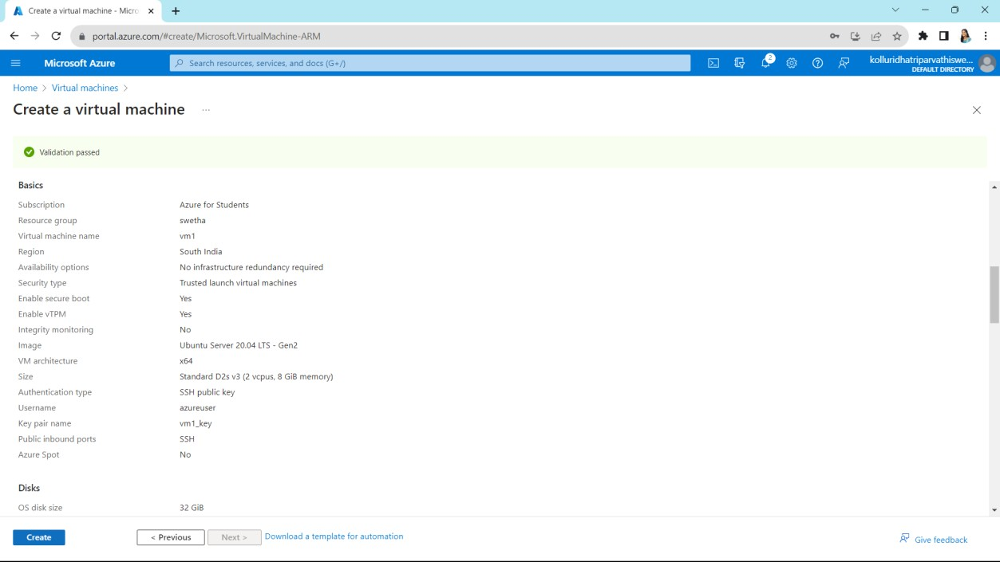 Create a virtual machine - Micro
portal.azure.com/#create/Microsoft.VirtualMachine-ARM
Microsoft Azure
Search resources, services, and docs (G+/)
2
kolluridhatriparvathiswe...
DEFAULT DIRECTORY
Home > Virtual machines >
Create a virtual machine ...
Validation passed
Basics
Subscription Azure for Students
Resource group swetha
Virtual machine name vm1
Region South India
Availability options No infrastructure redundancy required
Security type Trusted launch virtual machines
Enable secure boot Yes
Enable vTPM Yes
Integrity monitoring No
Image Ubuntu Server 20.04 LTS - Gen2
VM architecture x64
Size Standard D2s v3 (2 vcpus, 8 GiB memory)
Authentication type SSH public key
Username azureuser
Key pair name vm1_key
Public inbound ports SSH
Azure Spot No
Disks
OS disk size 32 GiB
Create < Previous Next > Download a template for automation Give feedback